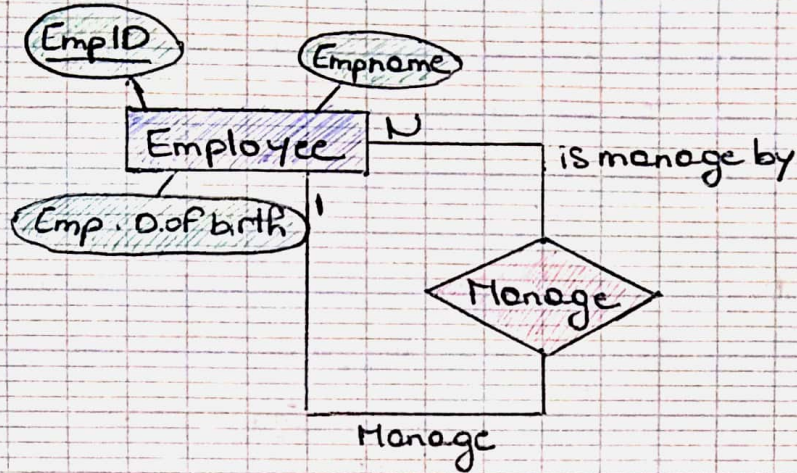 EmpID
Empname
Employee
N
is manage by
Emp. D.of birth
1
Manage
Manage